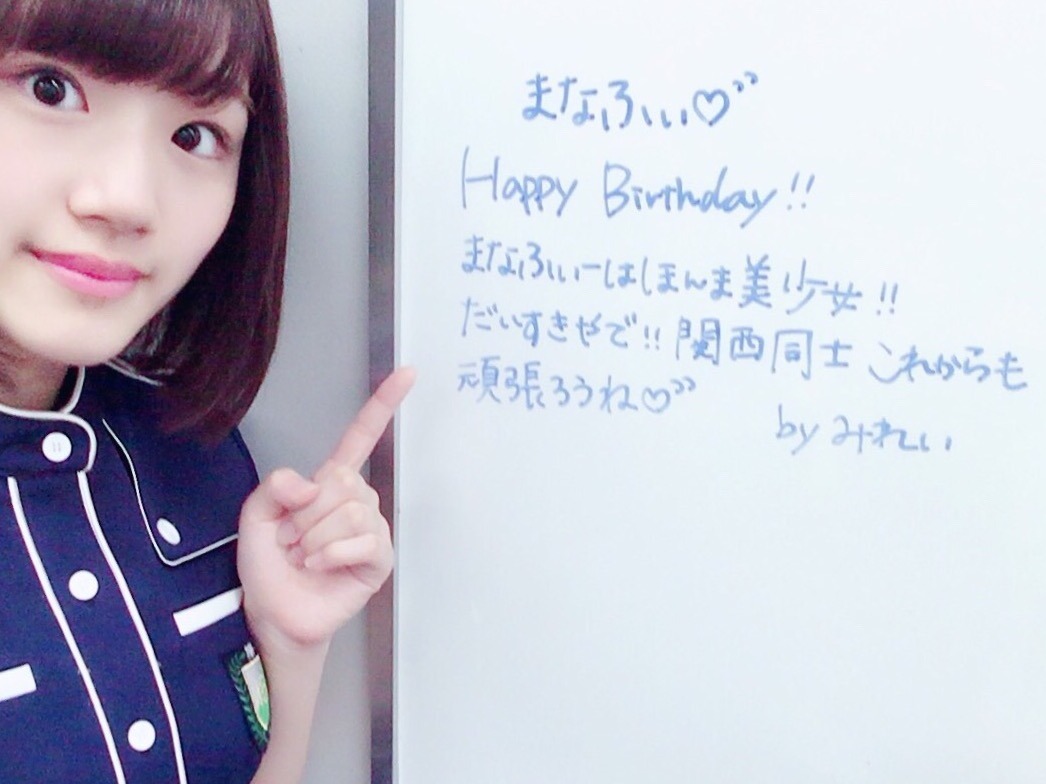 まなふぃ♡”
Happy Birthday!!
まなふぃーはほんま美少女!!
だいすきやで!! 関西同士 これからも
頑張ろうね♡”
by みれい